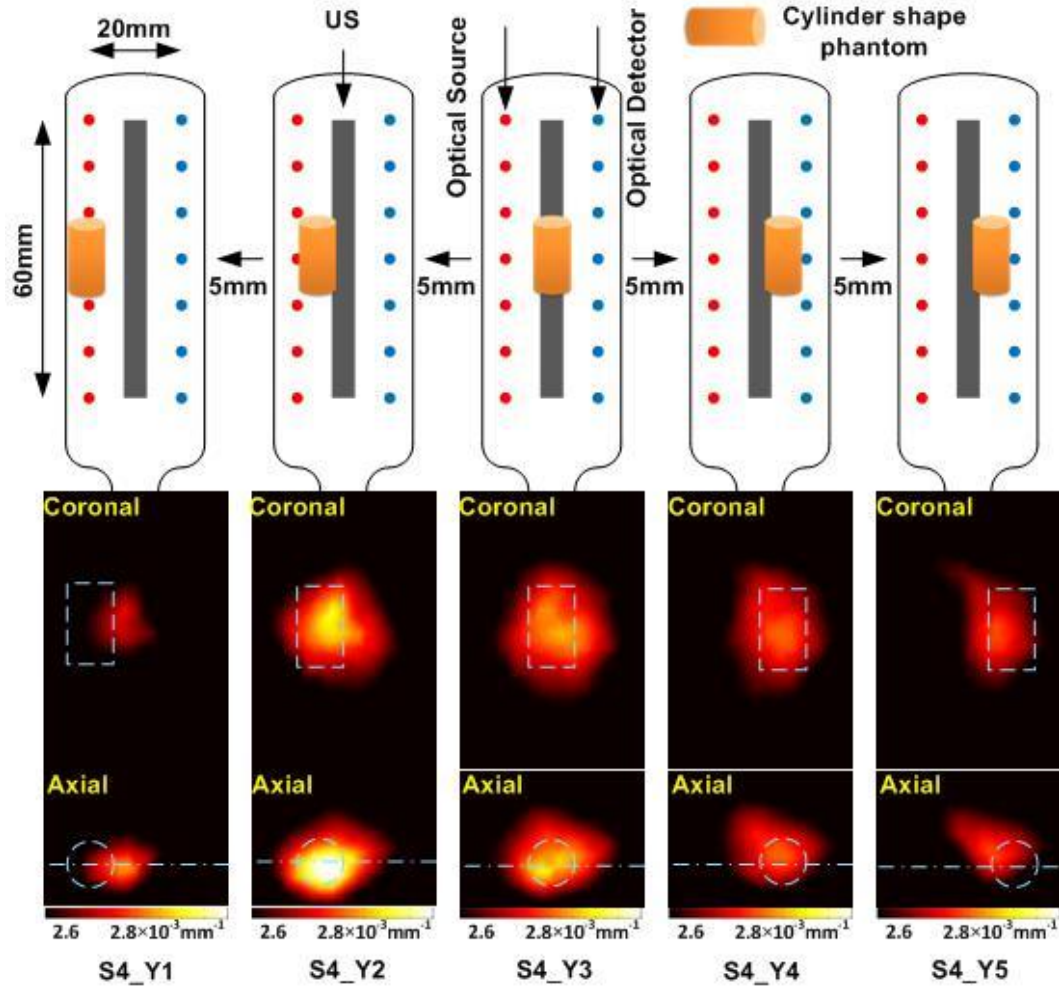 20mm
US
Optical Source
Optical Detector
Cylinder shape
phantom
60mm
5mm
5mm
5mm
5mm
Coronal
Coronal
Coronal
Coronal
Coronal
Axial
Axial
Axial
Axial
Axial
2.6 2.8×10⁻³mm⁻¹
2.6 2.8×10⁻³mm⁻¹
2.6 2.8×10⁻³mm⁻¹
2.6 2.8×10⁻³mm⁻¹
2.6 2.8×10⁻³mm⁻¹
S4_Y1
S4_Y2
S4_Y3
S4_Y4
S4_Y5